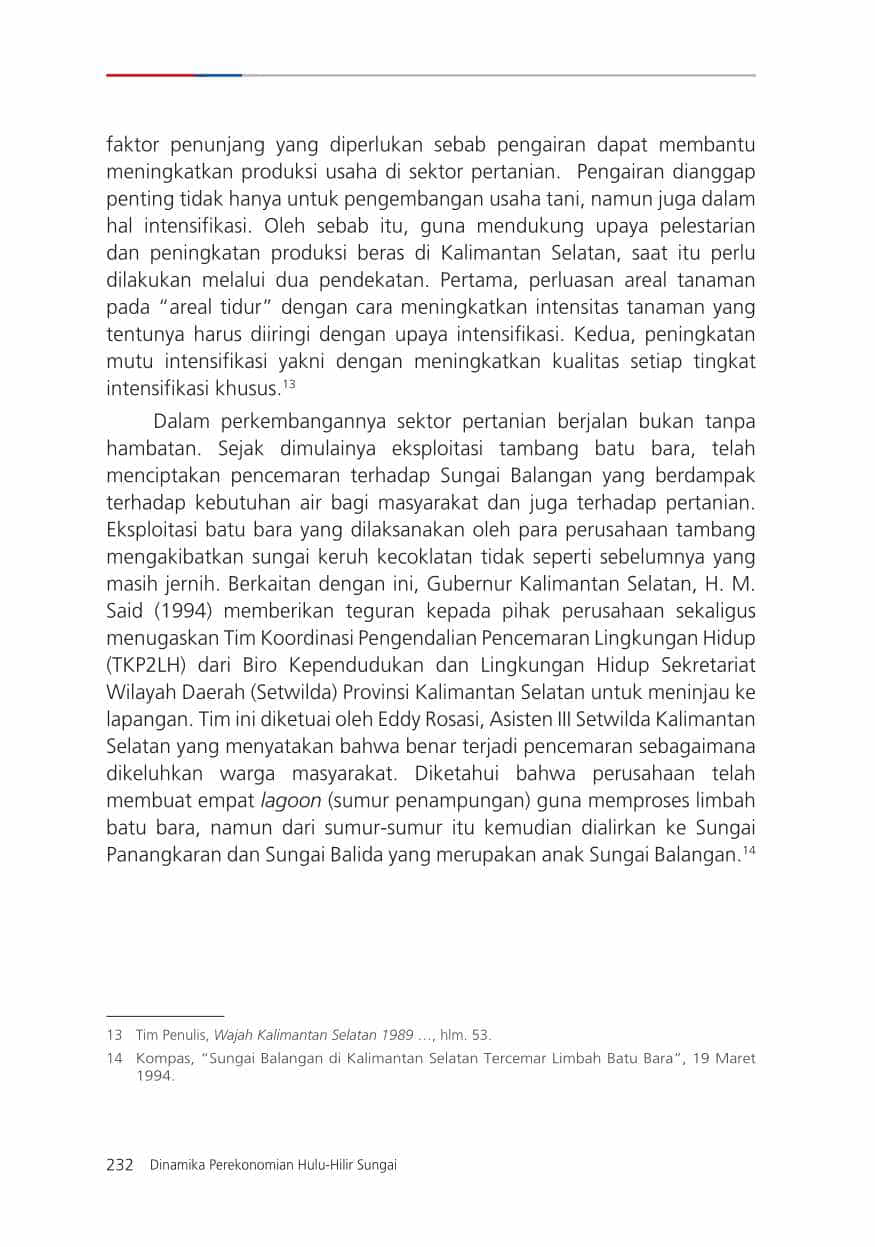 faktor penunjang yang diperlukan sebab pengairan dapat membantu
meningkatkan produksi usaha di sektor pertanian.  Pengairan dianggap
penting tidak hanya untuk pengembangan usaha tani, namun juga dalam
hal intensifikasi. Oleh sebab itu, guna mendukung upaya pelestarian
dan peningkatan produksi beras di Kalimantan Selatan, saat itu perlu
dilakukan melalui dua pendekatan. Pertama, perluasan areal tanaman
pada “areal tidur” dengan cara meningkatkan intensitas tanaman yang
tentunya harus diiringi dengan upaya intensifikasi. Kedua, peningkatan
mutu intensifikasi yakni dengan meningkatkan kualitas setiap tingkat
intensifikasi khusus.13
Dalam perkembangannya sektor pertanian berjalan bukan tanpa
hambatan. Sejak dimulainya eksploitasi tambang batu bara, telah
menciptakan pencemaran terhadap Sungai Balangan yang berdampak
terhadap kebutuhan air bagi masyarakat dan juga terhadap pertanian.
Eksploitasi batu bara yang dilaksanakan oleh para perusahaan tambang
mengakibatkan sungai keruh kecoklatan tidak seperti sebelumnya yang
masih jernih. Berkaitan dengan ini, Gubernur Kalimantan Selatan, H. M.
Said (1994) memberikan teguran kepada pihak perusahaan sekaligus
menugaskan Tim Koordinasi Pengendalian Pencemaran Lingkungan Hidup
(TKP2LH) dari Biro Kependudukan dan Lingkungan Hidup Sekretariat
Wilayah Daerah (Setwilda) Provinsi Kalimantan Selatan untuk meninjau ke
lapangan. Tim ini diketuai oleh Eddy Rosasi, Asisten III Setwilda Kalimantan
Selatan yang menyatakan bahwa benar terjadi pencemaran sebagaimana
dikeluhkan warga masyarakat. Diketahui bahwa perusahaan telah
membuat empat lagoon (sumur penampungan) guna memproses limbah
batu bara, namun dari sumur-sumur itu kemudian dialirkan ke Sungai
Panangkaran dan Sungai Balida yang merupakan anak Sungai Balangan.14
13 Tim Penulis, Wajah Kalimantan Selatan 1989 …, hlm. 53.
14 Kompas, “Sungai Balangan di Kalimantan Selatan Tercemar Limbah Batu Bara”, 19 Maret
1994.
232 Dinamika Perekonomian Hulu-Hilir Sungai